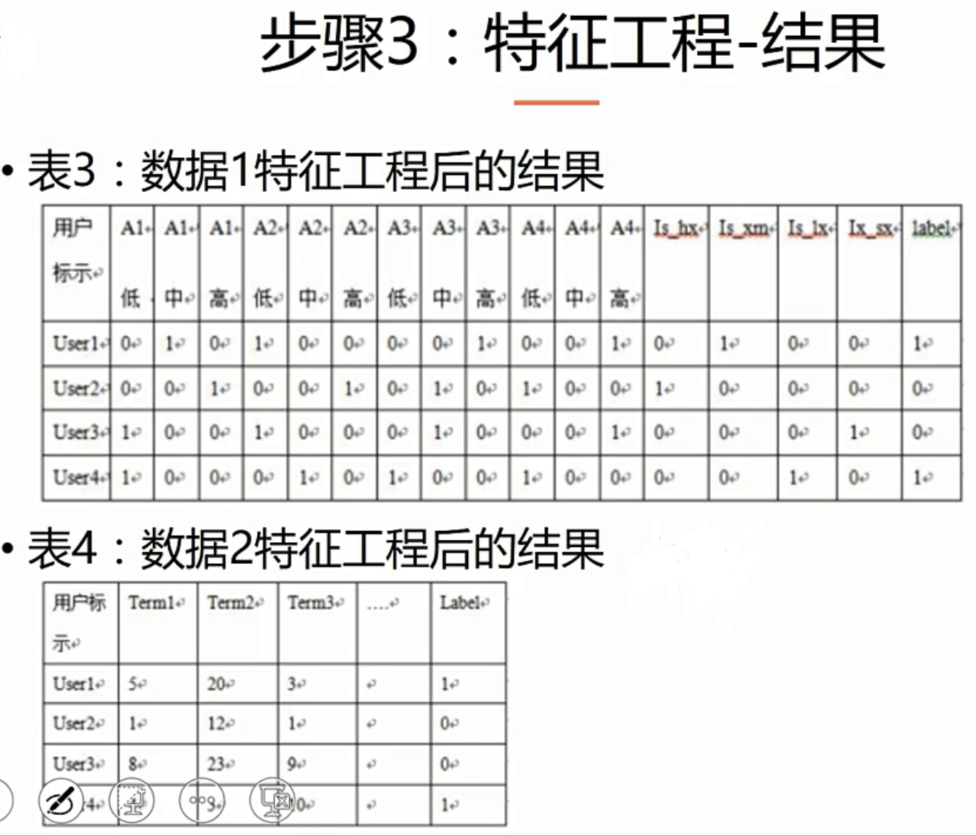 步骤3：特征工程-结果
• 表3：数据1特征工程后的结果
用户标示 A1低 A1中 A1高 A2低 A2中 A2高 A3低 A3中 A3高 A4低 A4中 A4高 Is_hx Is_xm Is_lx Ix_sx label
User1 0 1 0 1 0 0 0 0 1 0 0 1 0 1 0 0 1
User2 0 0 1 0 0 1 0 1 0 1 0 0 1 0 0 0 0
User3 1 0 0 1 0 0 0 1 0 0 0 1 0 0 0 1 0
User4 1 0 0 0 1 0 1 0 0 1 0 0 0 0 1 0 1
• 表4：数据2特征工程后的结果
用户标示 Term1 Term2 Term3 …. Label
User1 5 20 3 1
User2 1 12 1 0
User3 8 23 9 0
4 3 0 1